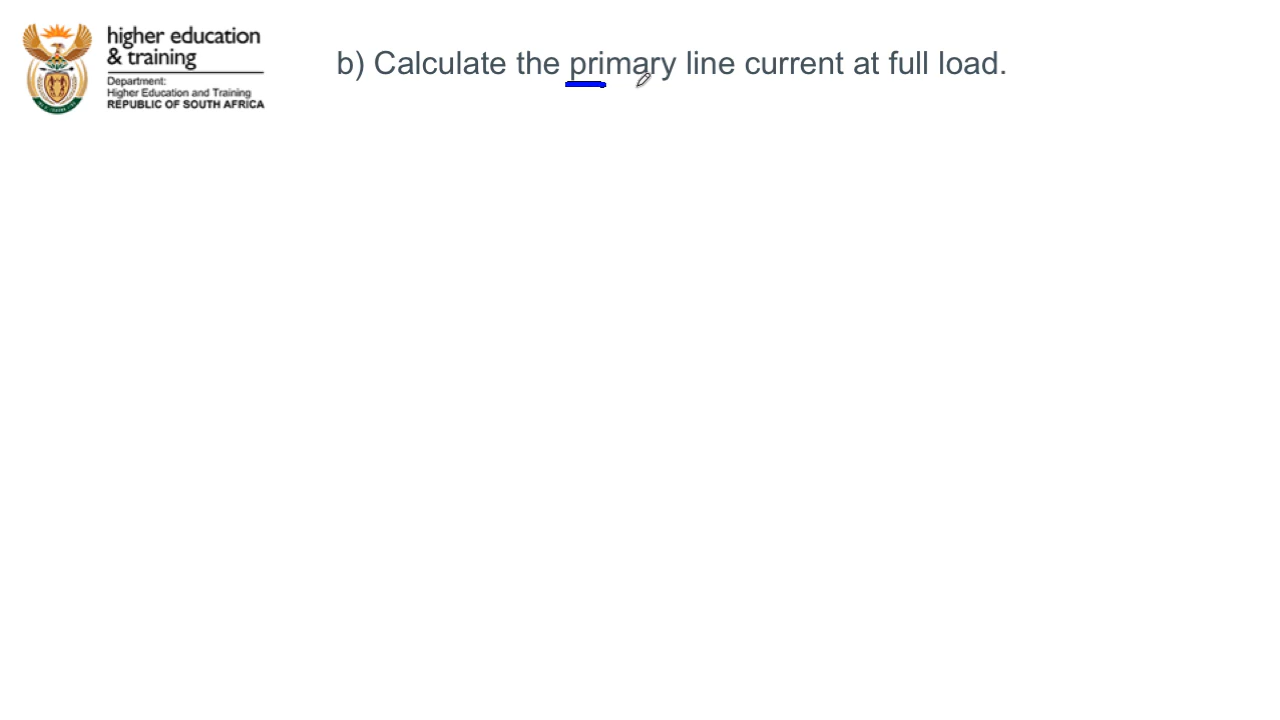 higher education
& training
Department:
Higher Education and Training
REPUBLIC OF SOUTH AFRICA
b) Calculate the primary line current at full load.